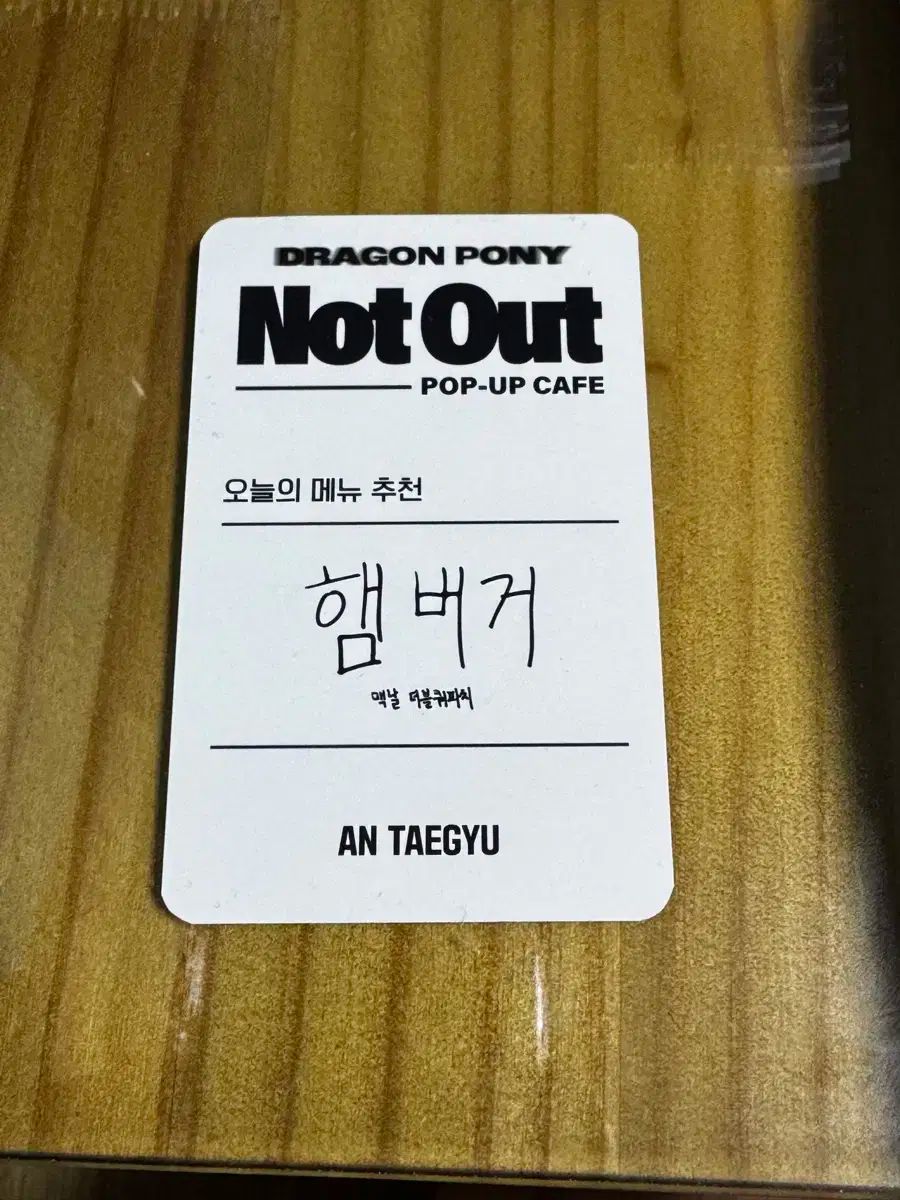 DRAGON PONY
Not Out
POP-UP CAFE
오늘의 메뉴 추천
햄버거
맥날 더블쿼파치
AN TAEGYU